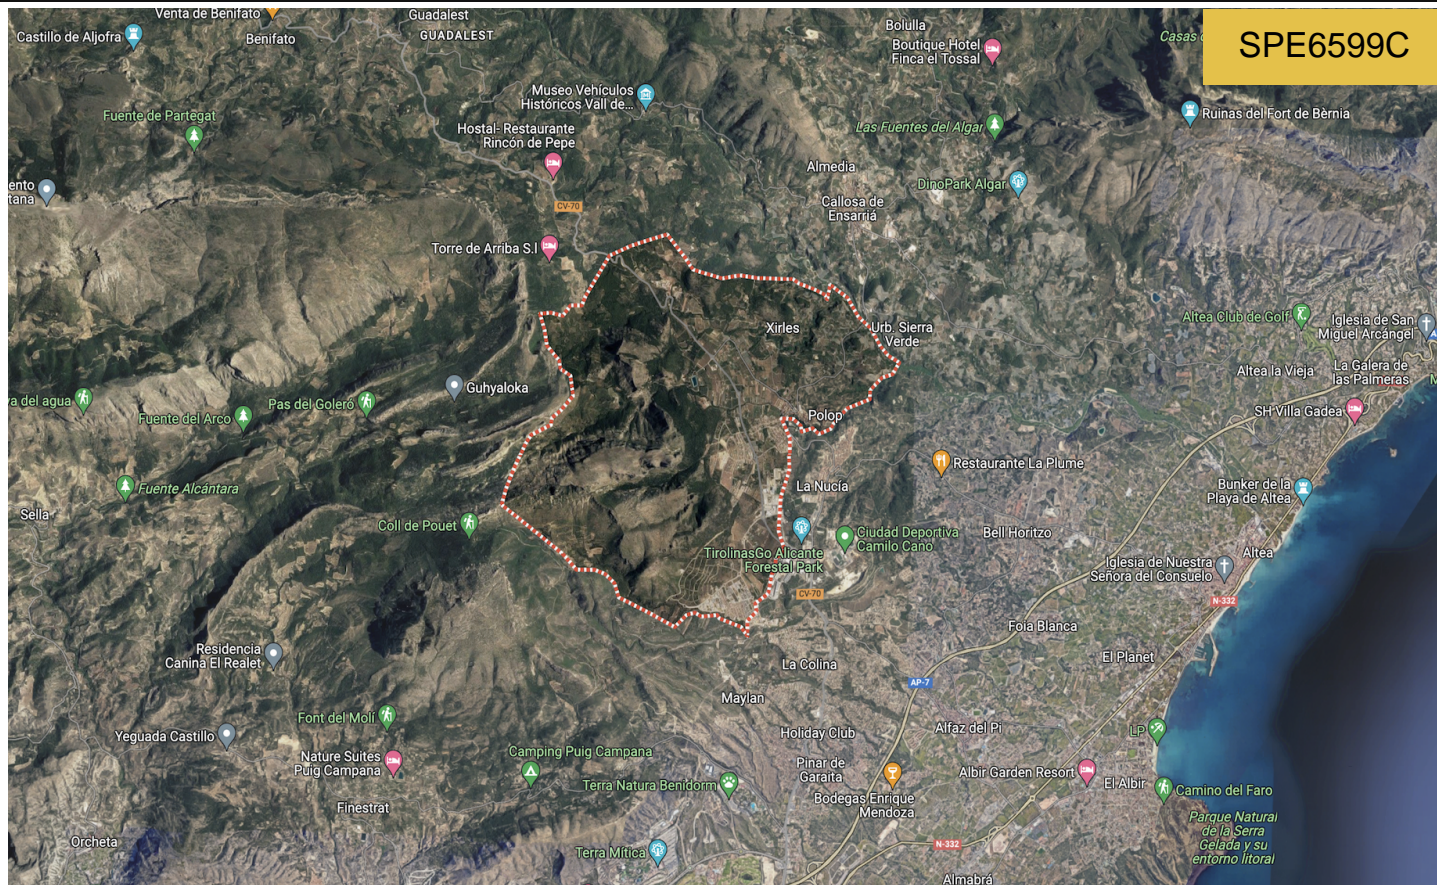 Venta de Benifato
Guadalest
GUADALEST
Benifato
Castillo de Aljofra
Bolulla
Boutique Hotel
Finca el Tossal
SPE6599C
Museo Vehículos
Históricos Vall de...
Ruinas del Fort de Bèrnia
Fuente de Partegat
Hostal- Restaurante
Rincón de Pepe
Las Fuentes del Algar
Almedia
DinoPark Algar
Callosa de
Ensarriá
CV-70
Torre de Arriba S.l
Xirles
Urb. Sierra
Verde
Altea Club de Golf
Iglesia de San
Miguel Arcángel
Altea la Vieja
La Galera de
las Palmeras
Guhyaloka
Pas del Goleró
Fuente del Arco
SH Villa Gadea
Polop
Restaurante La Plume
Fuente Alcántara
La Nucía
Bunker de la
Playa de Altea
Sella
Coll de Pouet
Ciudad Deportiva
Camilo Cano
Bell Horitzo
TirolinasGo Alicante
Forestal Park
Altea
Iglesia de Nuestra
Señora del Consuelo
CV-70
N-332
Foia Blanca
Residencia
Canina El Realet
La Colina
El Planet
AP-7
Maylan
Font del Molí
Yeguada Castillo
Holiday Club
Alfaz del Pi
LP
Nature Suites
Puig Campana
Camping Puig Campana
Pinar de
Garaita
Terra Natura Benidorm
Albir Garden Resort
El Albir
Camino del Faro
Bodegas Enrique
Mendoza
Finestrat
Parque Natural
de la Serra
Gelada y su
entorno litoral
Orcheta
Terra Mítica
N-332
Almabrá